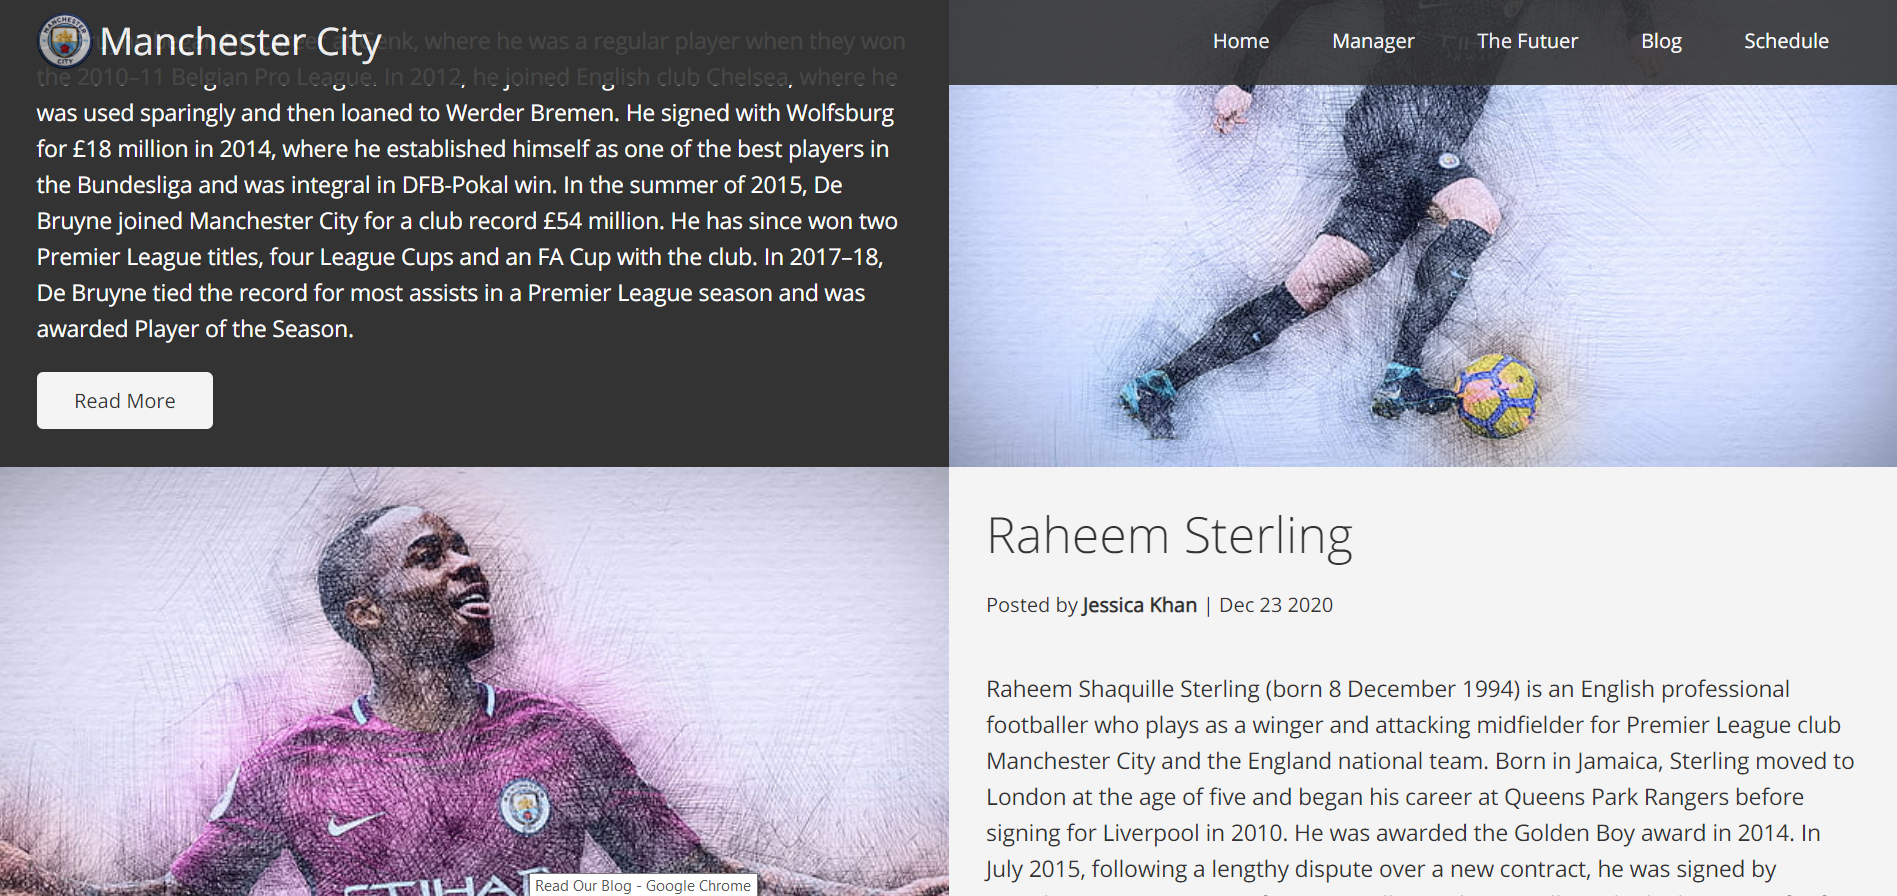 Manchester City
Home Manager The Futuer Blog Schedule
Genk, where he was a regular player when they won
the 2010–11 Belgian Pro League. In 2012, he joined English club Chelsea, where he
was used sparingly and then loaned to Werder Bremen. He signed with Wolfsburg
for £18 million in 2014, where he established himself as one of the best players in
the Bundesliga and was integral in DFB-Pokal win. In the summer of 2015, De
Bruyne joined Manchester City for a club record £54 million. He has since won two
Premier League titles, four League Cups and an FA Cup with the club. In 2017–18,
De Bruyne tied the record for most assists in a Premier League season and was
awarded Player of the Season.
Read More
Raheem Sterling
Posted by Jessica Khan | Dec 23 2020
Raheem Shaquille Sterling (born 8 December 1994) is an English professional
footballer who plays as a winger and attacking midfielder for Premier League club
Manchester City and the England national team. Born in Jamaica, Sterling moved to
London at the age of five and began his career at Queens Park Rangers before
signing for Liverpool in 2010. He was awarded the Golden Boy award in 2014. In
July 2015, following a lengthy dispute over a new contract, he was signed by
MANCHESTER
CITY
ETIHA
Read Our Blog - Google Chrome